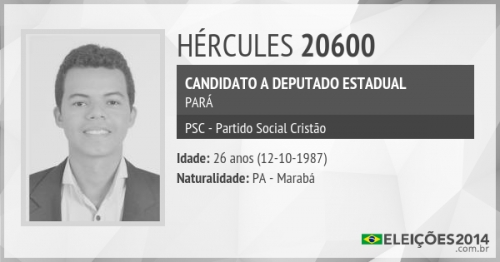 HÉRCULES 20600
CANDIDATO A DEPUTADO ESTADUAL
PARÁ
PSC - Partido Social Cristão
Idade: 26 anos (12-10-1987)
Naturalidade: PA - Marabá
ELEIÇÕES2014
.com.br